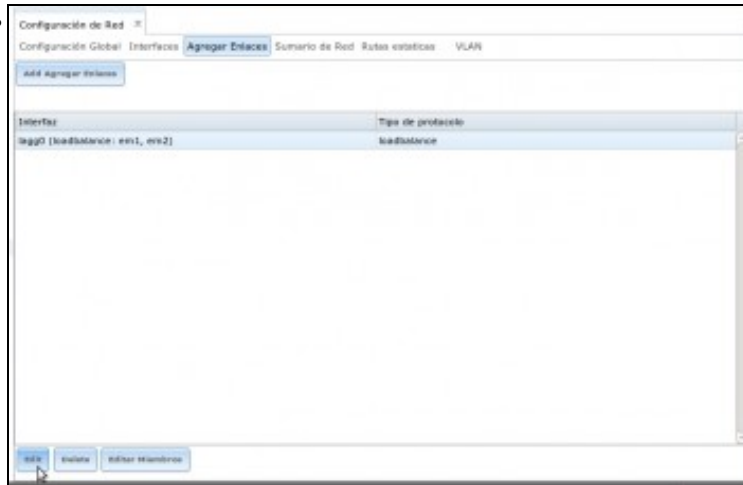 Configuración de Red
Configuración Global Interfaces Agregar Enlaces Sumario de Red Rutas estaticas VLAN
Add Agregar Enlaces
Interfaz Tipo de protocolo
lagg0 (loadbalance: em1, em2) loadbalance
Edit Delete Editar Miembros